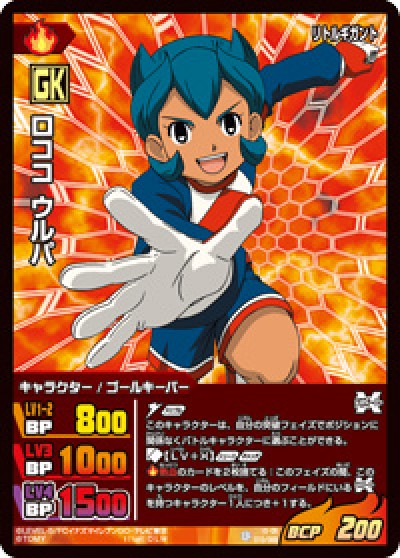 リトルギガント
GK
ロココ ウルパ
キャラクター / ゴールキーパー
LV1-2
BP 800
このキャラクターは、自分の突破フェイズでポジションに
関係なくバトルキャラクターに選ぶことができる。
LV3
BP 1000
[LV+X]
のカードを2枚捨てる:このフェイズの間、この
キャラクターのレベルを、自分のフィールドにいる
を持つキャラクター1人につき+1する。
LV4
BP 1500
©TOMY
BCP 200